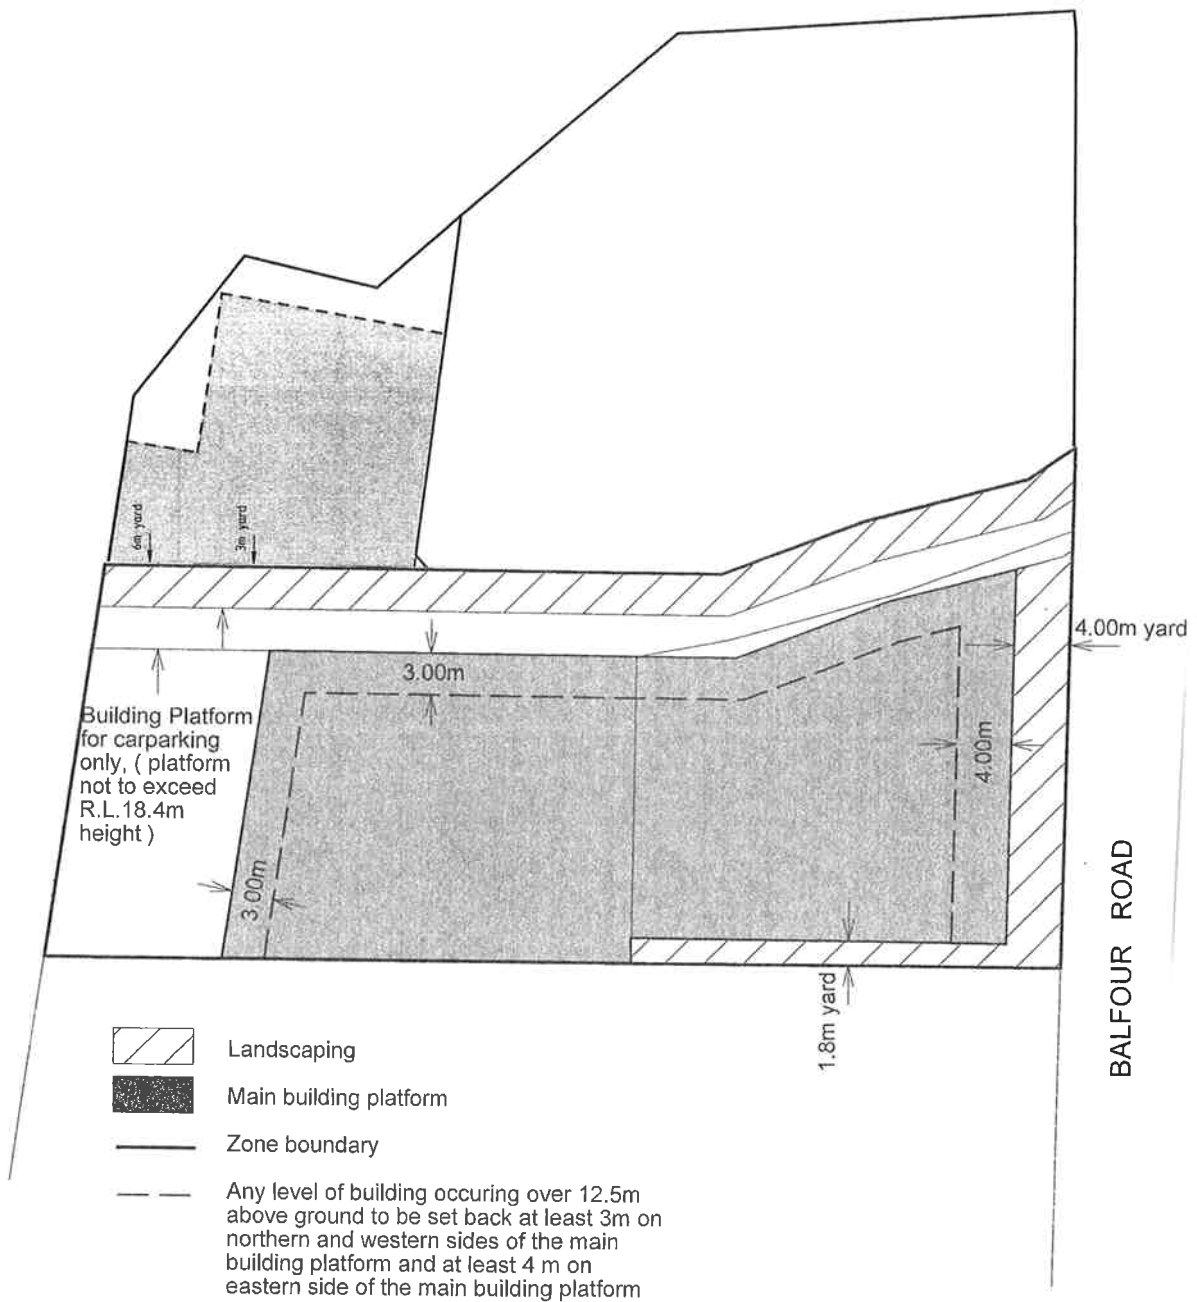 6m yard
3m yard
4.00m yard
3.00m
Building Platform
for carparking
only, ( platform
not to exceed
R.L.18.4m
height )
4.00m
3.00m
BALFOUR ROAD
1.8m yard
Landscaping
Main building platform
Zone boundary
Any level of building occuring over 12.5m
above ground to be set back at least 3m on
northern and western sides of the main
building platform and at least 4 m on
eastern side of the main building platform